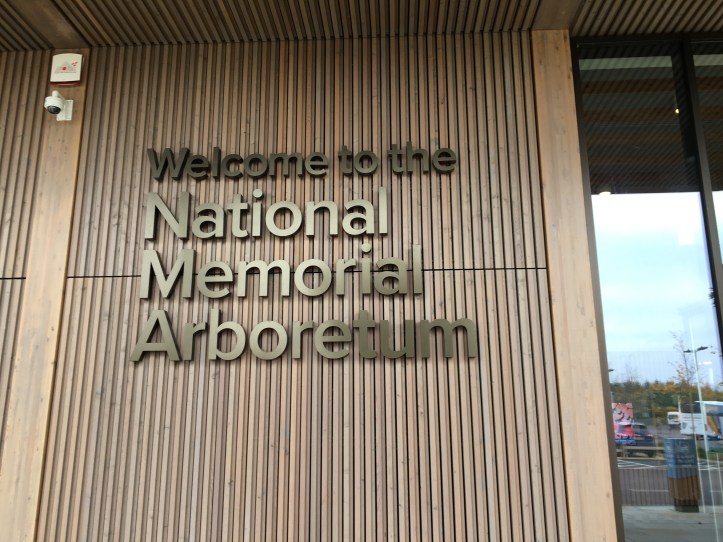 Welcome to the
National
Memorial
Arboretum